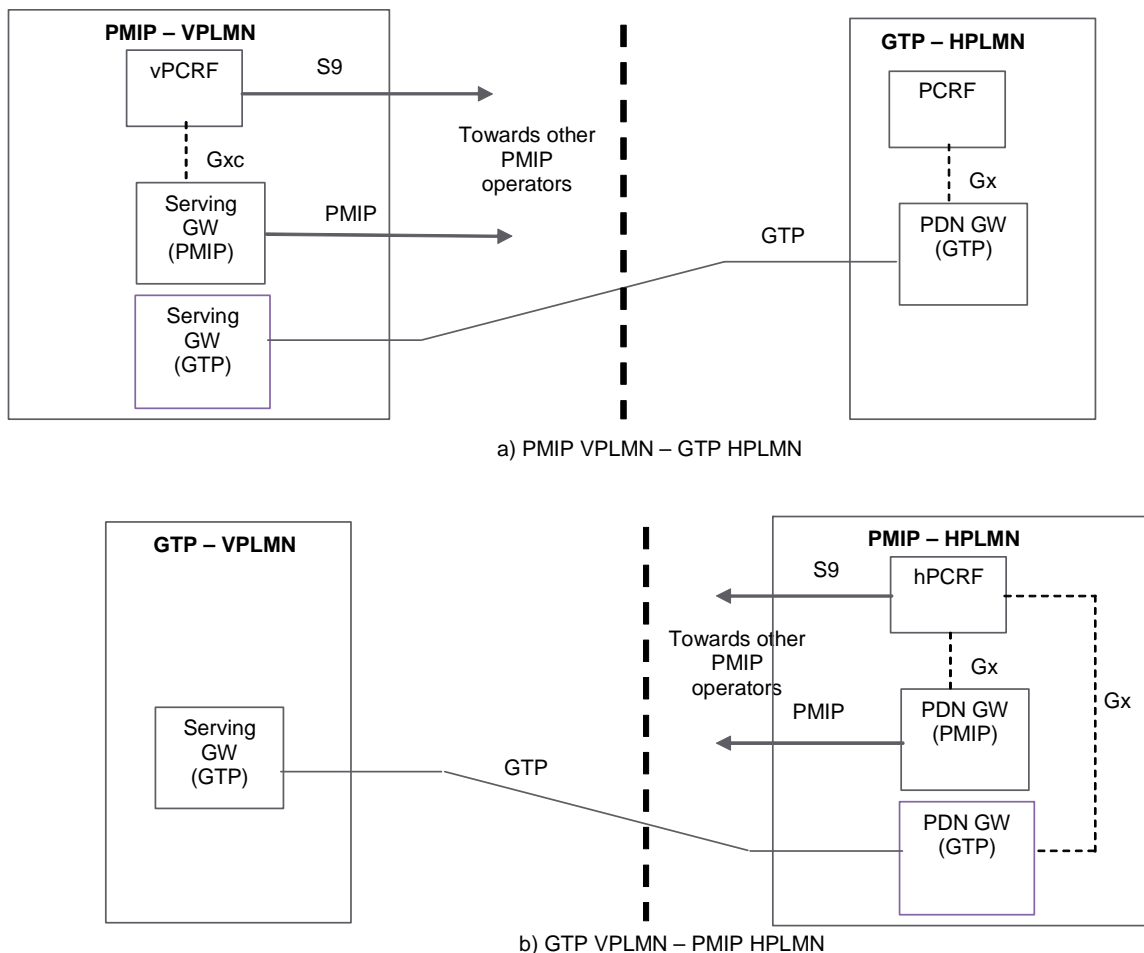 PMIP – VPLMN
vPCRF
S9
Gxc
Towards other
PMIP
operators
Serving
GW
(PMIP)
PMIP
Serving
GW
(GTP)
GTP
GTP – HPLMN
PCRF
Gx
PDN GW
(GTP)
a) PMIP VPLMN – GTP HPLMN
GTP – VPLMN
Serving
GW
(GTP)
GTP
PMIP – HPLMN
S9
hPCRF
Towards other
PMIP
operators
Gx
Gx
PMIP
PDN GW
(PMIP)
PDN GW
(GTP)
b) GTP VPLMN – PMIP HPLMN